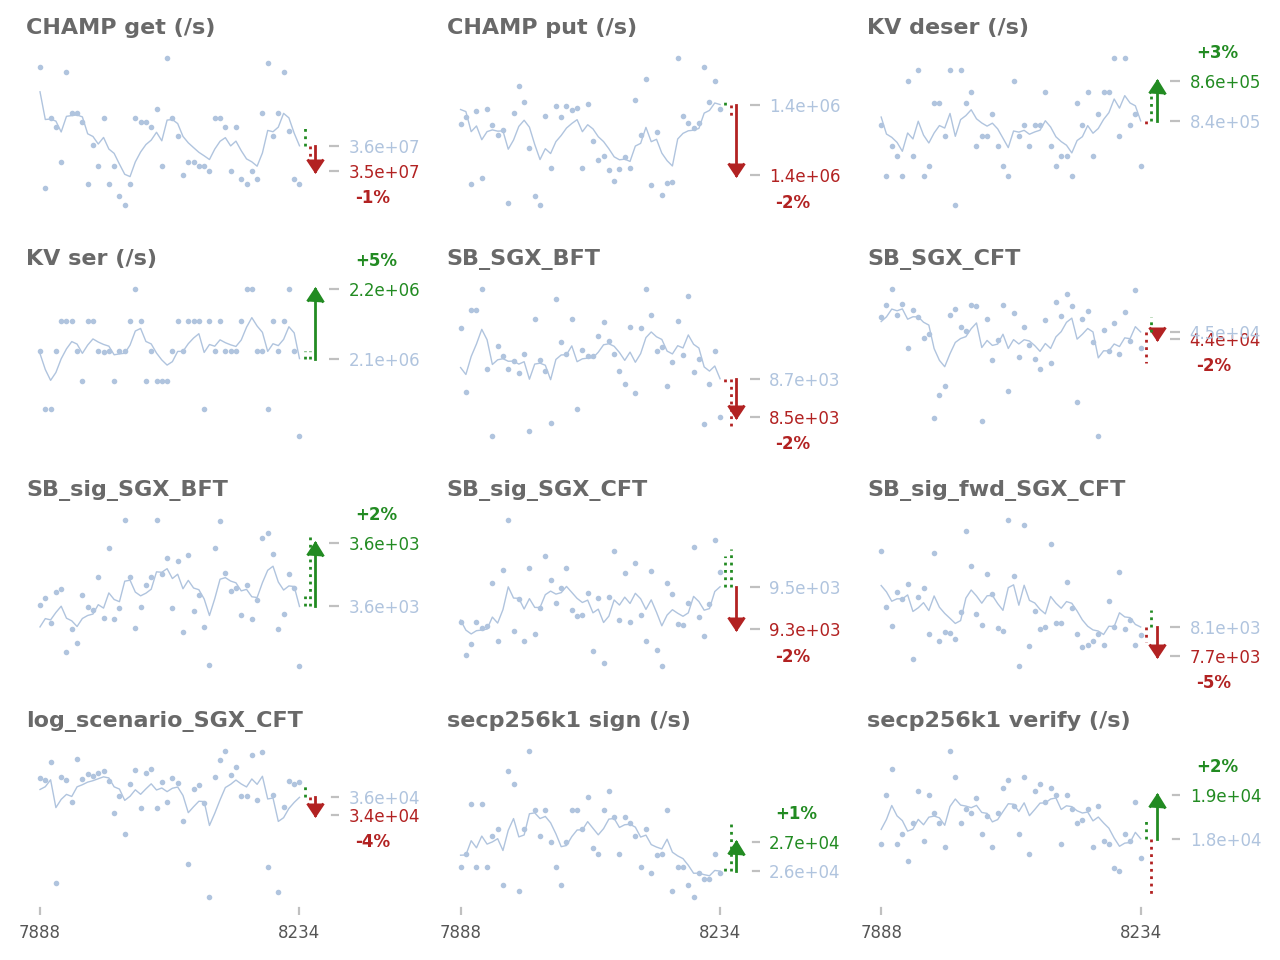 CHAMP get (/s)
3.6e+07
3.5e+07
-1%
CHAMP put (/s)
1.4e+06
1.4e+06
-2%
KV deser (/s)
+3%
8.6e+05
8.4e+05
KV ser (/s)
+5%
2.2e+06
2.1e+06
SB_SGX_BFT
8.7e+03
8.5e+03
-2%
SB_SGX_CFT
4.5e+04
4.4e+04
-2%
SB_sig_SGX_BFT
+2%
3.6e+03
3.6e+03
SB_sig_SGX_CFT
9.5e+03
9.3e+03
-2%
SB_sig_fwd_SGX_CFT
8.1e+03
7.7e+03
-5%
log_scenario_SGX_CFT
3.6e+04
3.4e+04
-4%
7888
8234
secp256k1 sign (/s)
+1%
2.7e+04
2.6e+04
7888
8234
secp256k1 verify (/s)
+2%
1.9e+04
1.8e+04
7888
8234